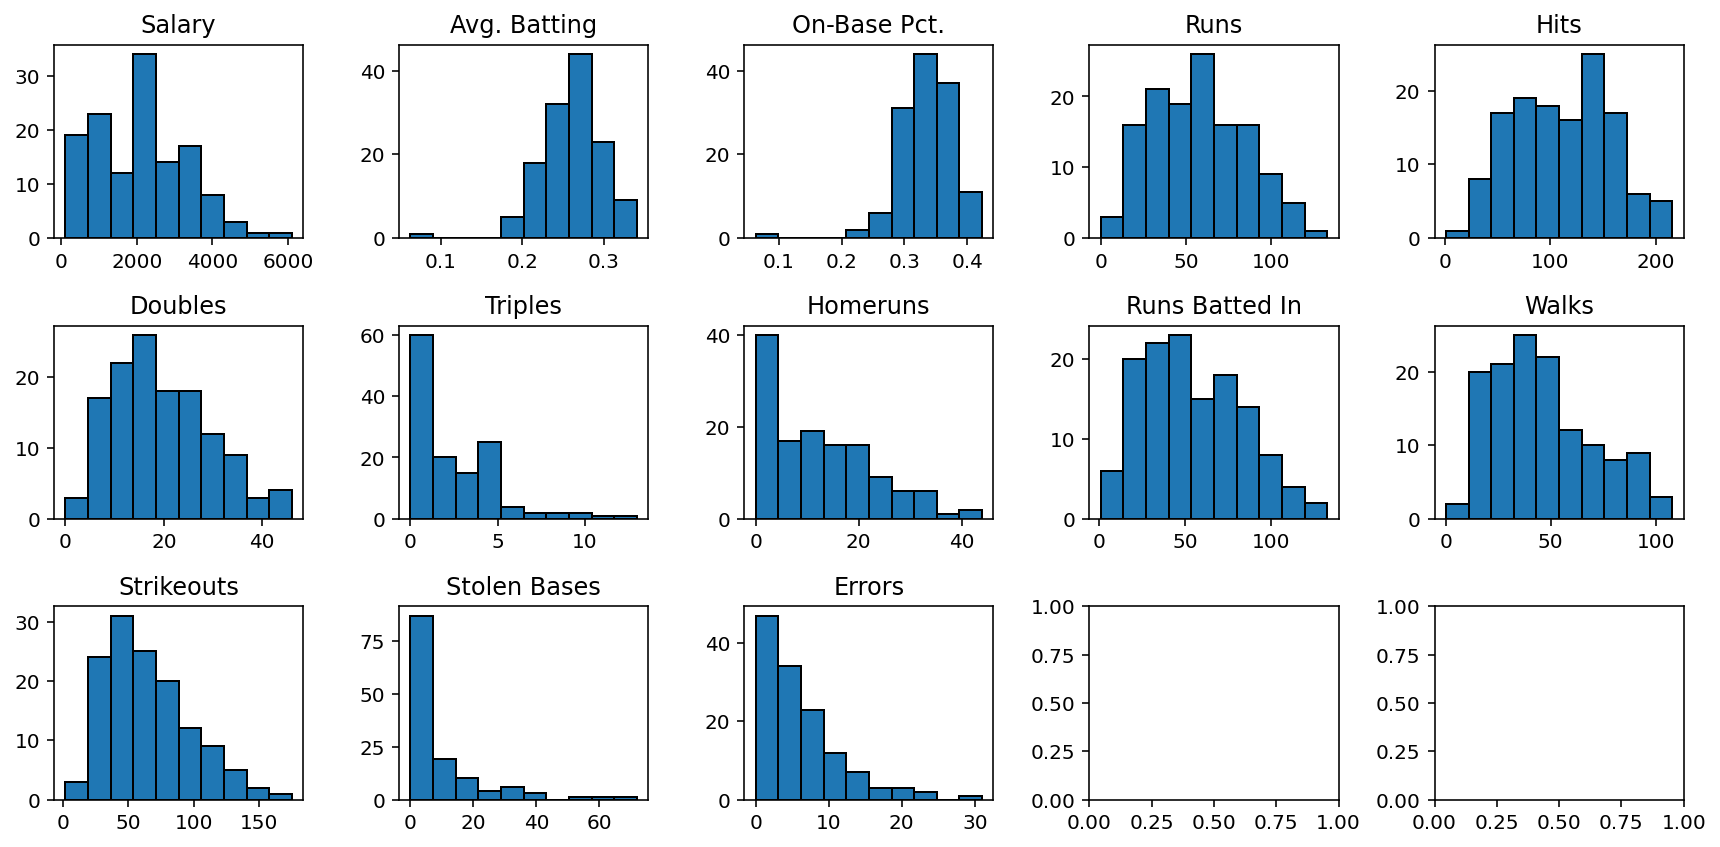 Salary
30
20
10
0
0 2000 4000 6000
Avg. Batting
40
20
0
0.1 0.2 0.3
On-Base Pct.
40
20
0
0.1 0.2 0.3 0.4
Runs
20
10
0
0 50 100
Hits
20
10
0
0 100 200
Doubles
20
10
0
0 20 40
Triples
60
40
20
0
0 5 10
Homeruns
40
20
0
0 20 40
Runs Batted In
20
10
0
0 50 100
Walks
20
10
0
0 50 100
Strikeouts
30
20
10
0
0 50 100 150
Stolen Bases
75
50
25
0
0 20 40 60
Errors
40
20
0
0 10 20 30
1.00
0.75
0.50
0.25
0.00
0.00 0.25 0.50 0.75 1.00
1.00
0.75
0.50
0.25
0.00
0.00 0.25 0.50 0.75 1.00